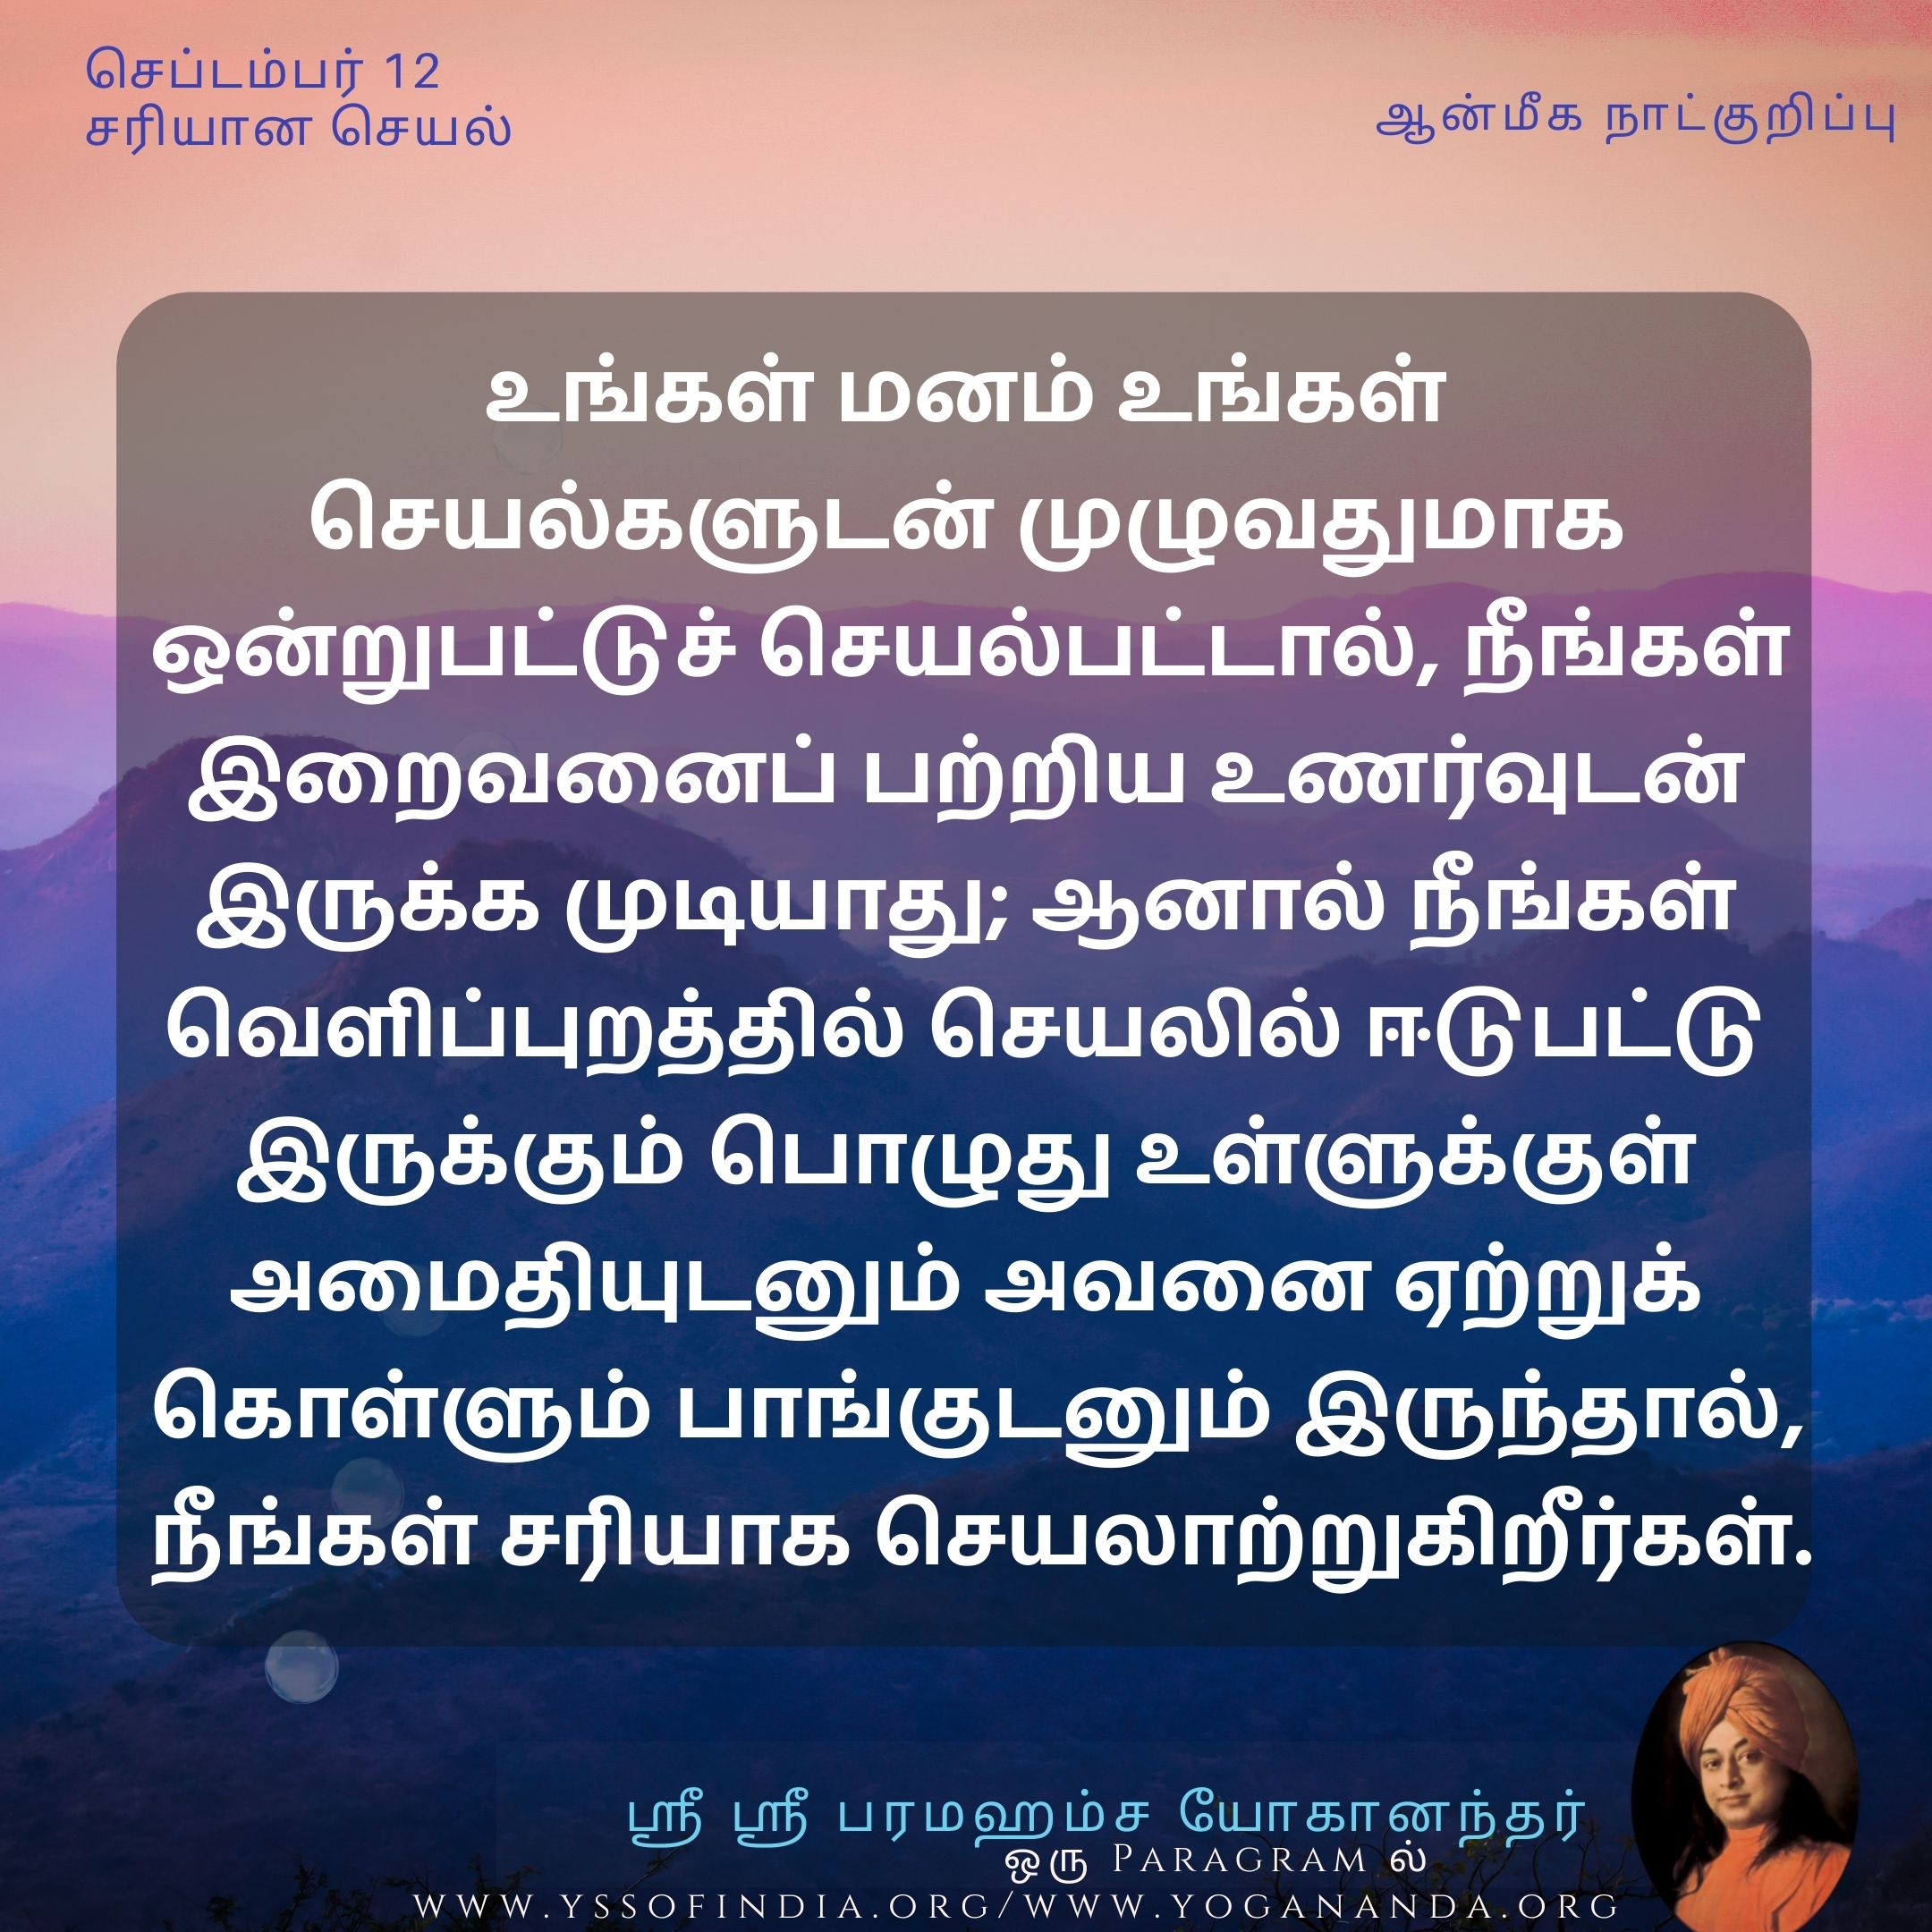 செப்டம்பர் 12
சரியான செயல்
ஆன்மீக நாட்குறிப்பு
உங்கள் மனம் உங்கள்
செயல்களுடன் முழுவதுமாக
ஒன்றுபட்டுச் செயல்பட்டால், நீங்கள்
இறைவனைப் பற்றிய உணர்வுடன்
இருக்க முடியாது; ஆனால் நீங்கள்
வெளிப்புறத்தில் செயலில் ஈடுபட்டு
இருக்கும் பொழுது உள்ளுக்குள்
அமைதியுடனும் அவனை ஏற்றுக்
கொள்ளும் பாங்குடனும் இருந்தால்,
நீங்கள் சரியாக செயலாற்றுகிறீர்கள்.
ஸ்ரீ ஸ்ரீ பரமஹம்ச யோகானந்தர்
ஒரு PARAGRAM ல்
WWW.YSSOFINDIA.ORG/WWW.YOGANANDA.ORG